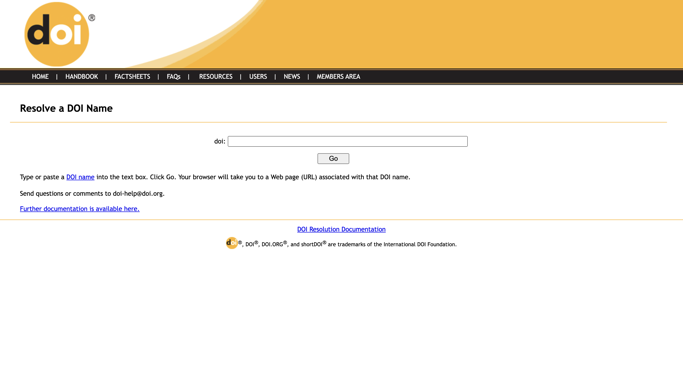 doi®
HOME | HANDBOOK | FACTSHEETS | FAQs | RESOURCES | USERS | NEWS | MEMBERS AREA
Resolve a DOI Name
doi:
Go
Type or paste a DOI name into the text box. Click Go. Your browser will take you to a Web page (URL) associated with that DOI name.
Send questions or comments to doi-help@doi.org.
Further documentation is available here.
DOI Resolution Documentation
doi®, DOI®, DOI.ORG®, and shortDOI® are trademarks of the International DOI Foundation.